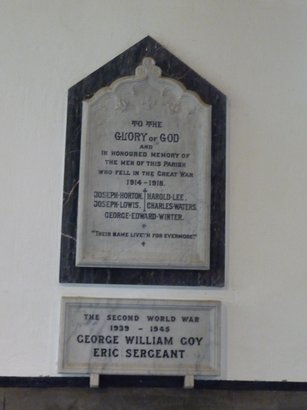 TO THE
GLORY OF GOD
AND
IN HONOURED MEMORY OF
THE MEN OF THIS PARISH
WHO FELL IN THE GREAT WAR
1914-1918.
JOSEPH·HORTON. HAROLD·LEE.
JOSEPH·LOWIS. CHARLES·WATERS.
GEORGE·EDWARD·WINTER.
"THEIR NAME LIVETH FOR EVERMORE."
THE SECOND WORLD WAR
1939 - 1945
GEORGE WILLIAM GOY
ERIC SERGEANT